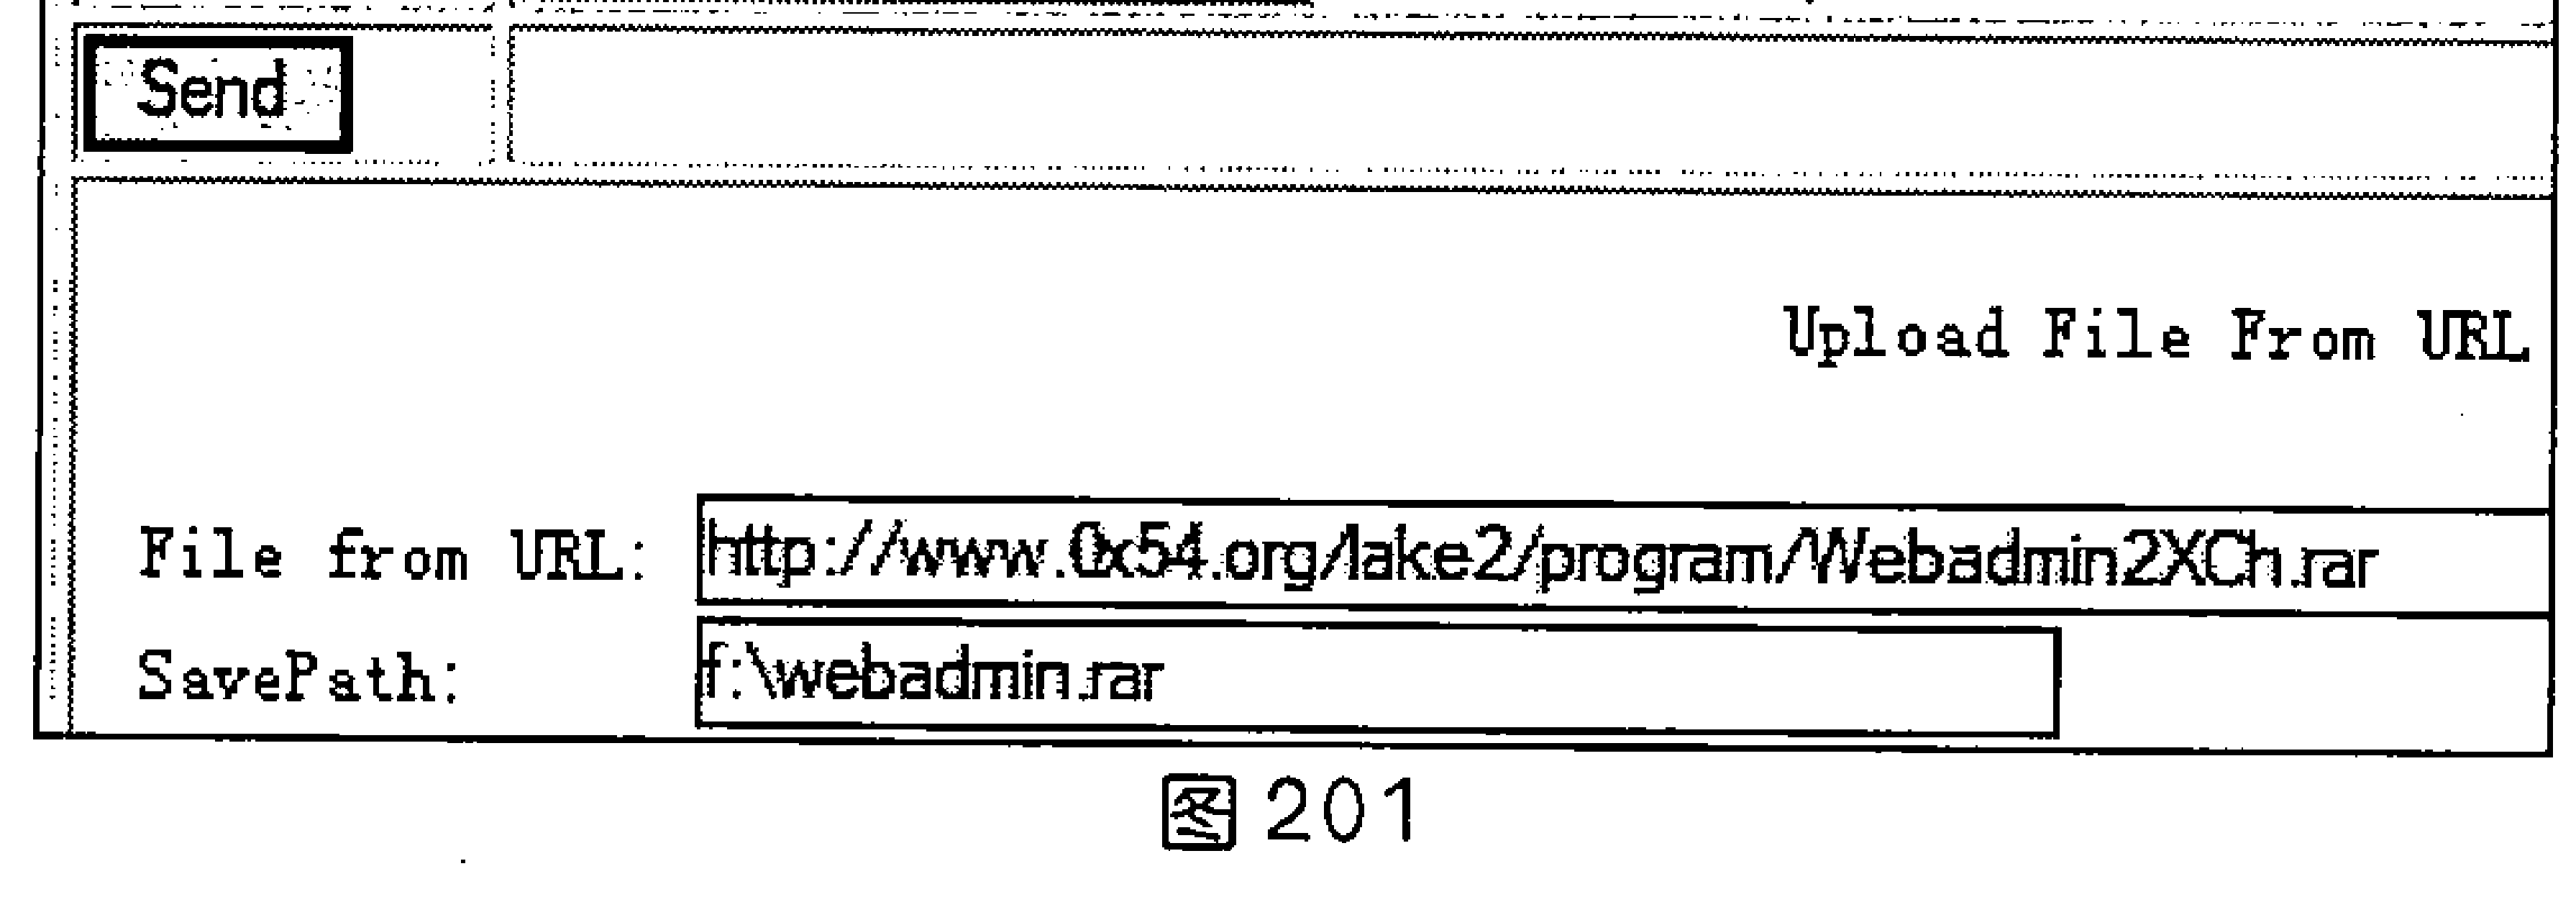 Send
Upload File From URL
File from URL: http://www.0x54.org/lake2/program/Webadmin2XCh.rar
SavePath: f:\webadmin.rar
图201